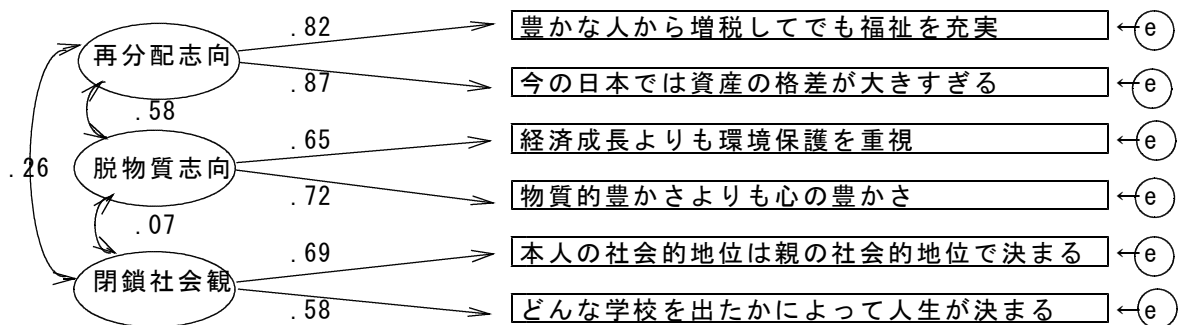 .82
豊かな人から増税してでも福祉を充実
e
再分配志向
.87
今の日本では資産の格差が大きすぎる
e
.58
.65
経済成長よりも環境保護を重視
e
.26
脱物質志向
.72
物質的豊かさよりも心の豊かさ
e
.07
.69
本人の社会的地位は親の社会的地位で決まる
e
閉鎖社会観
.58
どんな学校を出たかによって人生が決まる
e